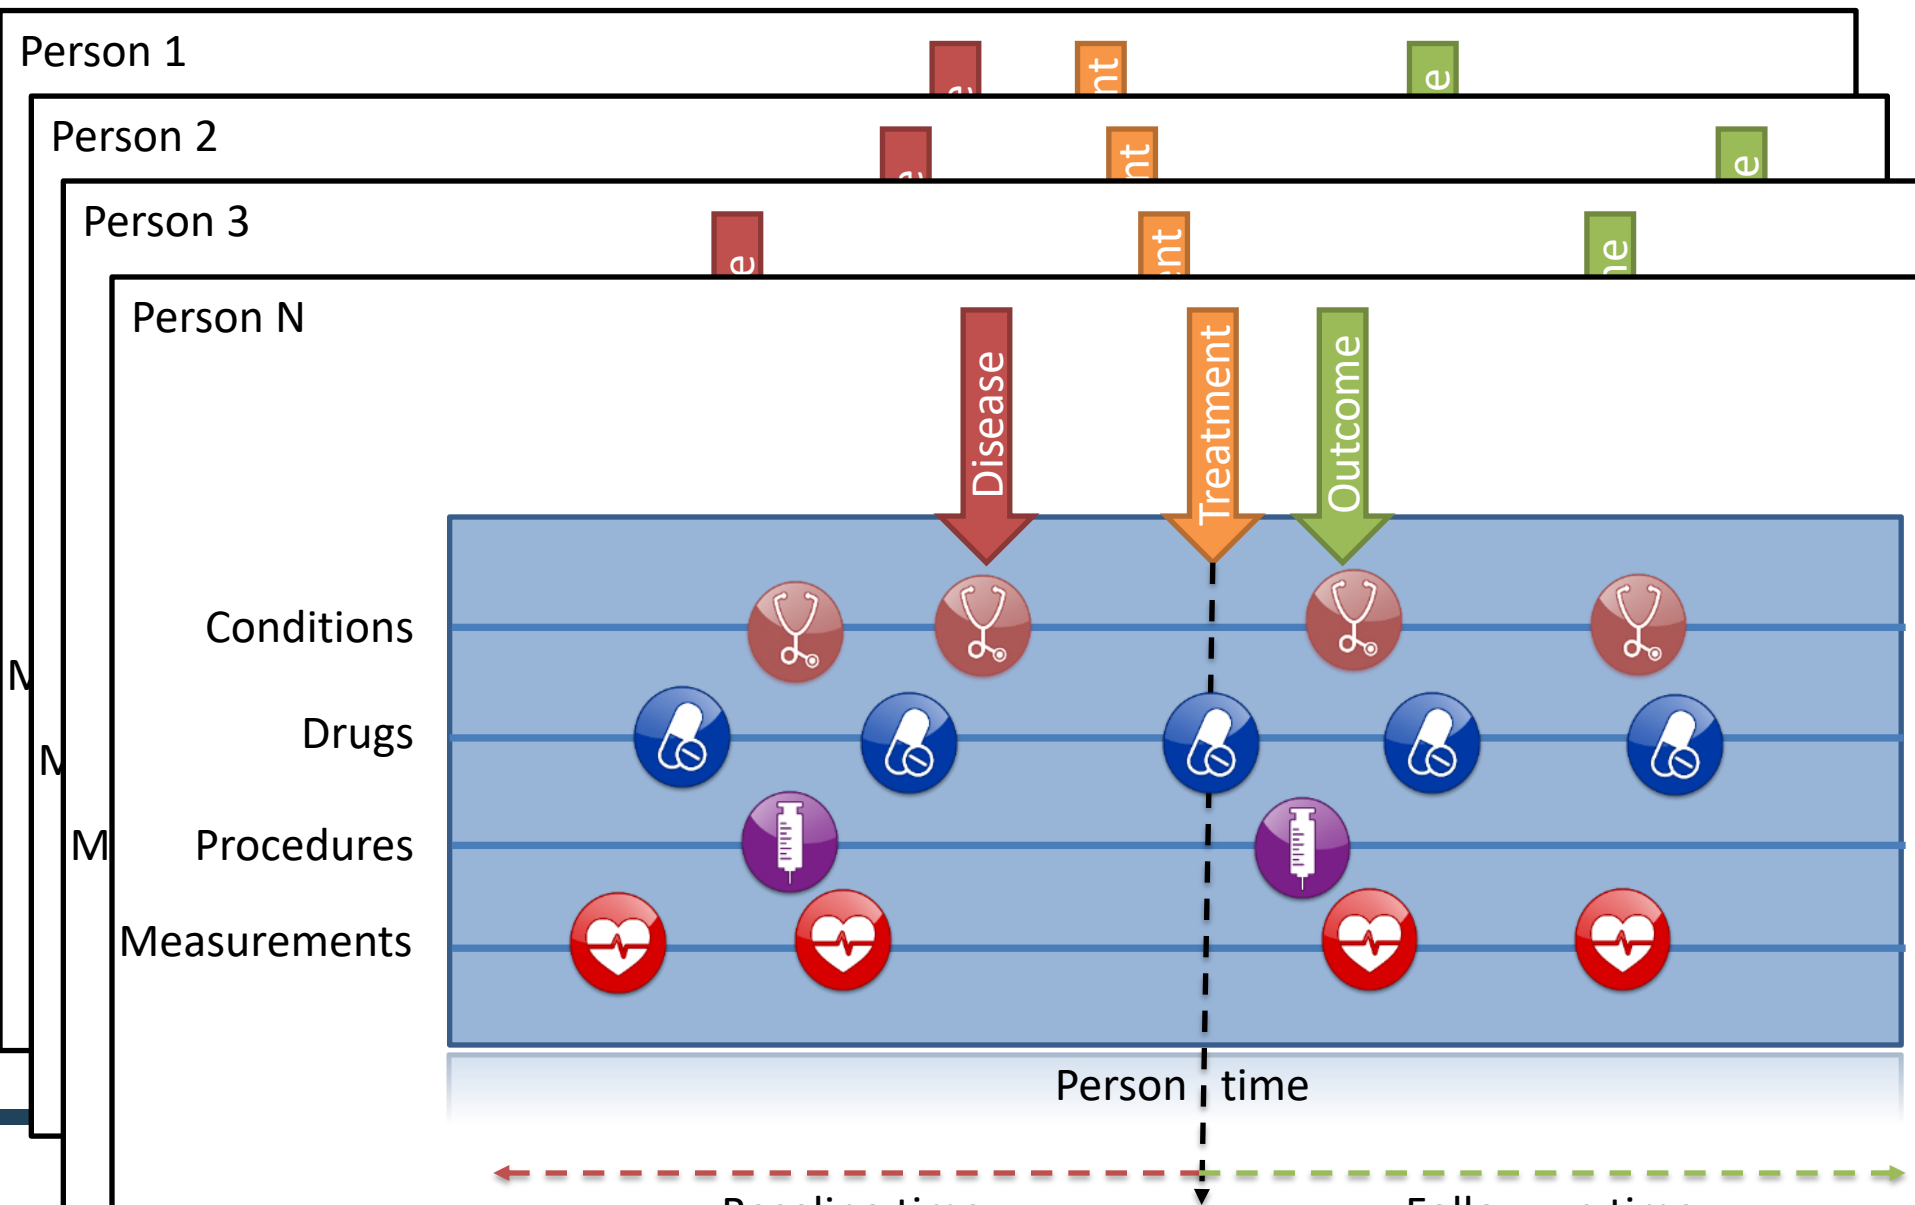 Person 1
Person 2
Person 3
Person N
Disease
Treatment
Outcome
Conditions
Drugs
Procedures
Measurements
Person time